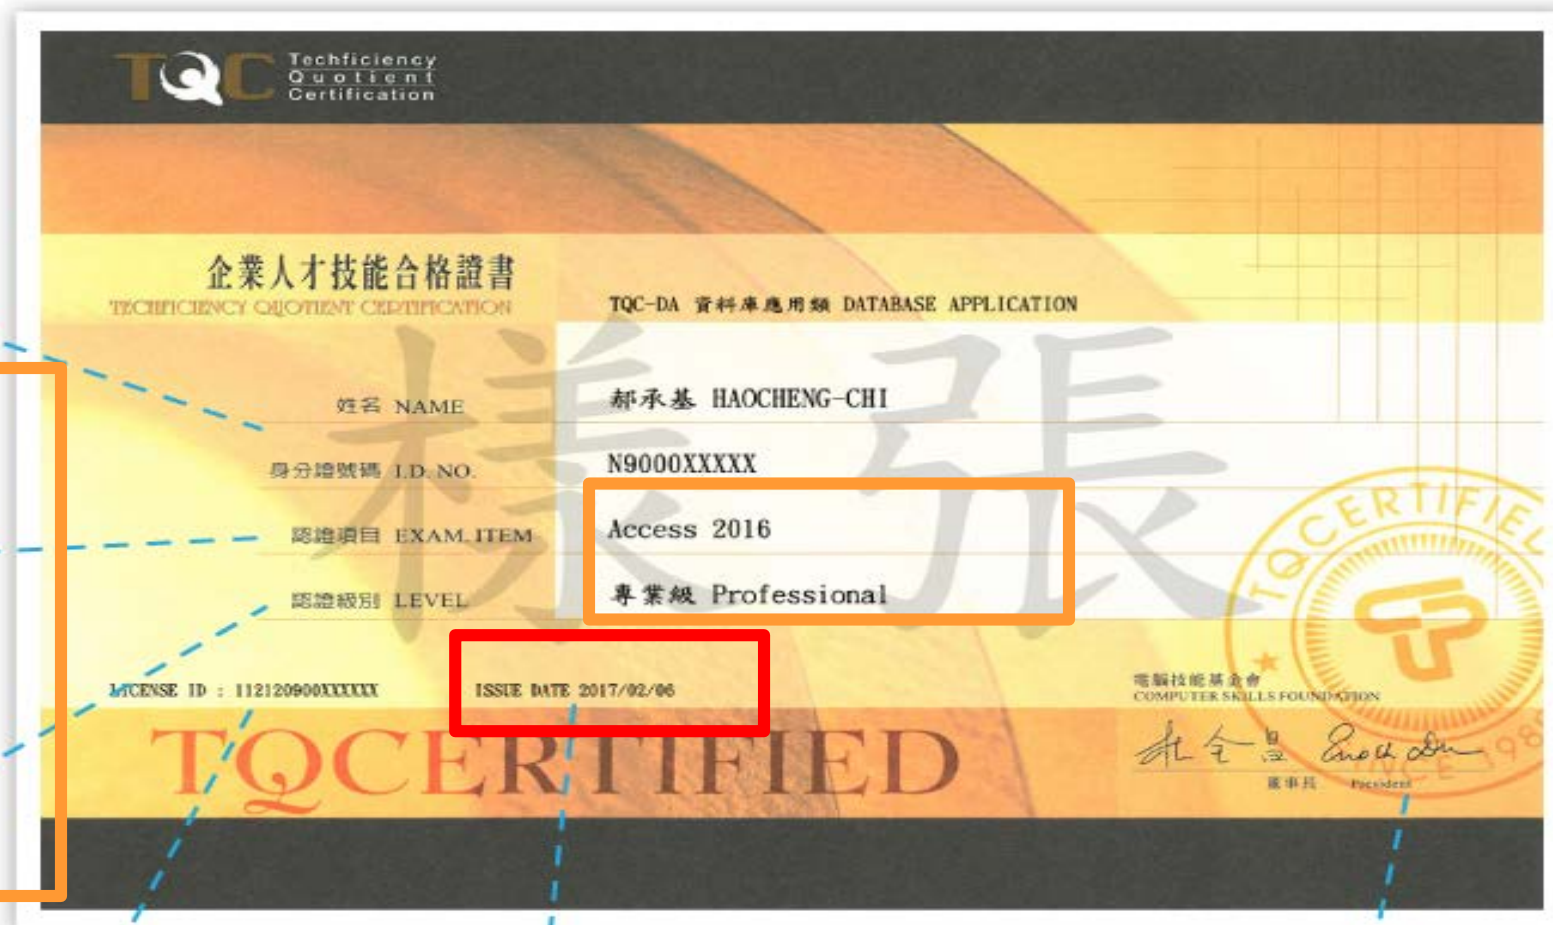 TQC Techficiency
Quotient
Certification
企業人才技能合格證書
TECHFICIENCY QUOTIENT CERTIFICATION
TQC-DA 資料庫應用類 DATABASE APPLICATION
樣張
姓名 NAME 郝承基 HAOCHENG-CHI
身分證號碼 I.D. NO. N9000XXXXX
認證項目 EXAM. ITEM Access 2016
認證級別 LEVEL 專業級 Professional
LICENSE ID : 112120900XXXXXX ISSUE DATE 2017/02/06
電腦技能基金會
COMPUTER SKILLS FOUNDATION
TQCERTIFIED
董事長 President
TQCERTIFIED